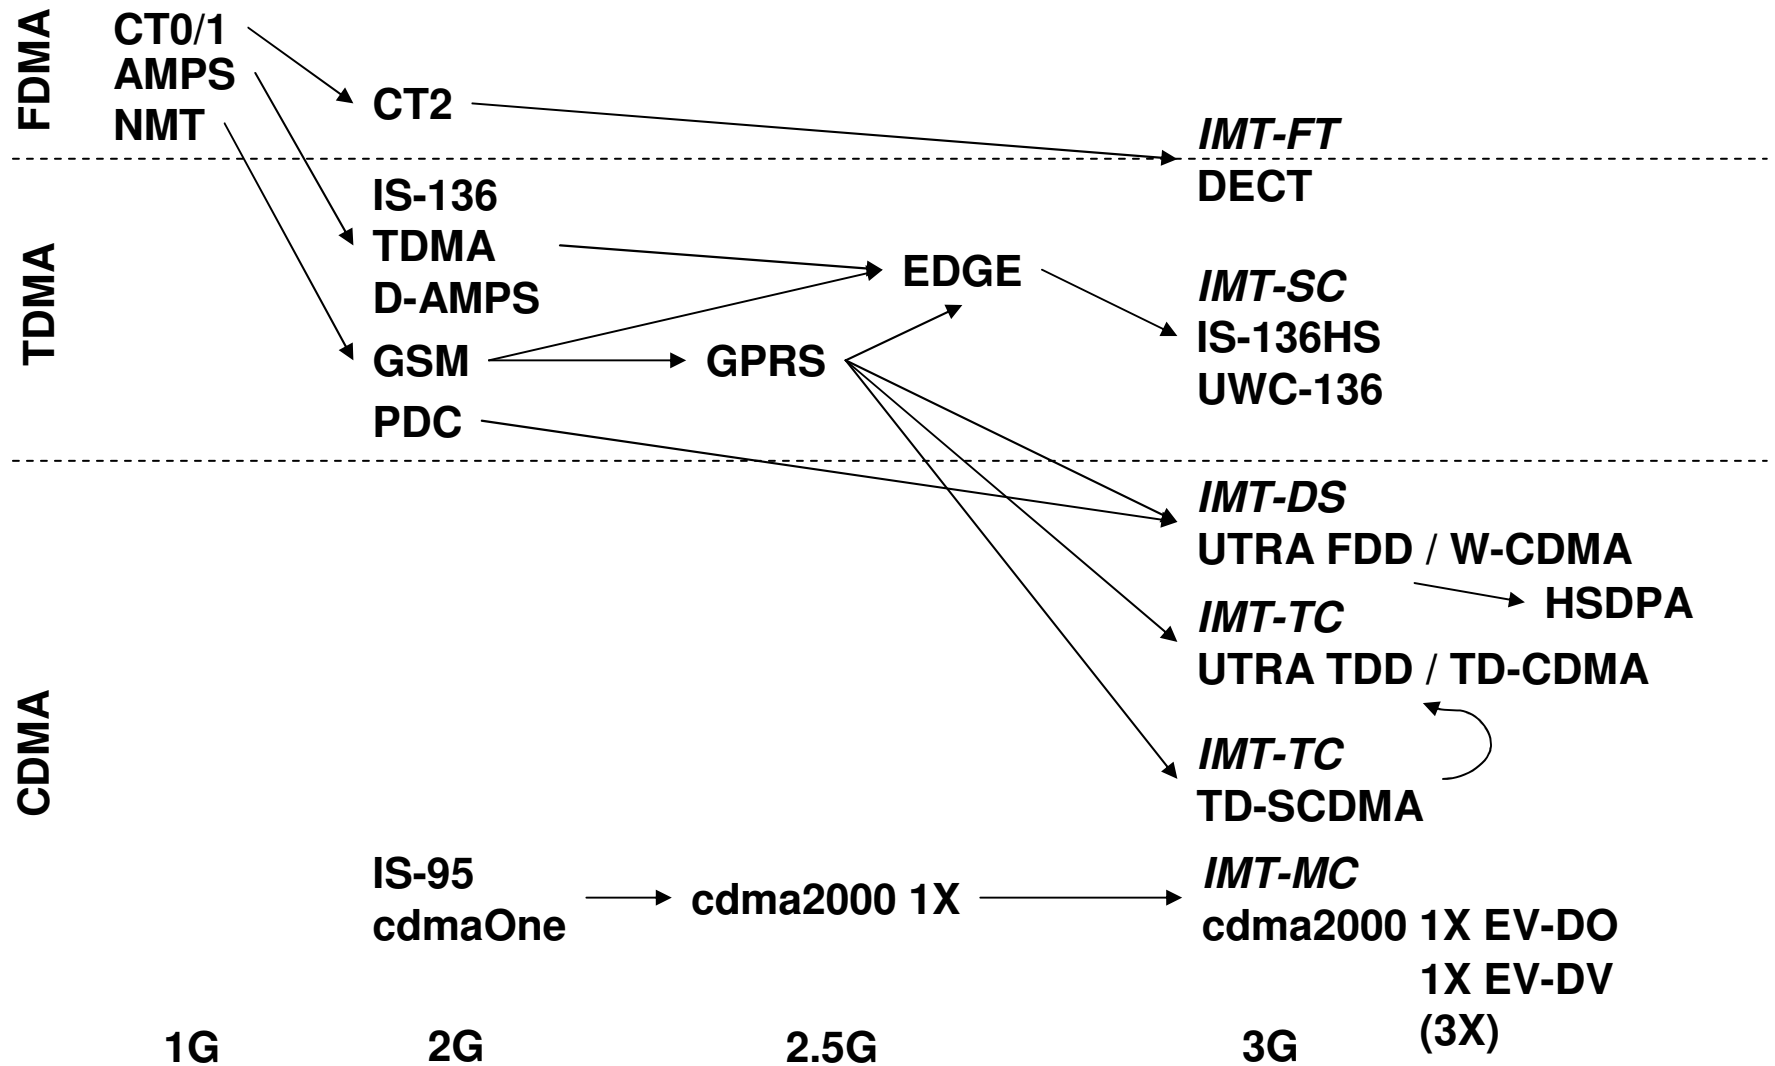 FDMA
CT0/1
AMPS
NMT
CT2
IMT-FT
DECT
TDMA
IS-136
TDMA
D-AMPS
GSM
PDC
GPRS
EDGE
IMT-SC
IS-136HS
UWC-136
CDMA
IMT-DS
UTRA FDD / W-CDMA
HSDPA
IMT-TC
UTRA TDD / TD-CDMA
IMT-TC
TD-SCDMA
IS-95
cdmaOne
cdma2000 1X
IMT-MC
cdma2000 1X EV-DO
1X EV-DV
(3X)
1G
2G
2.5G
3G